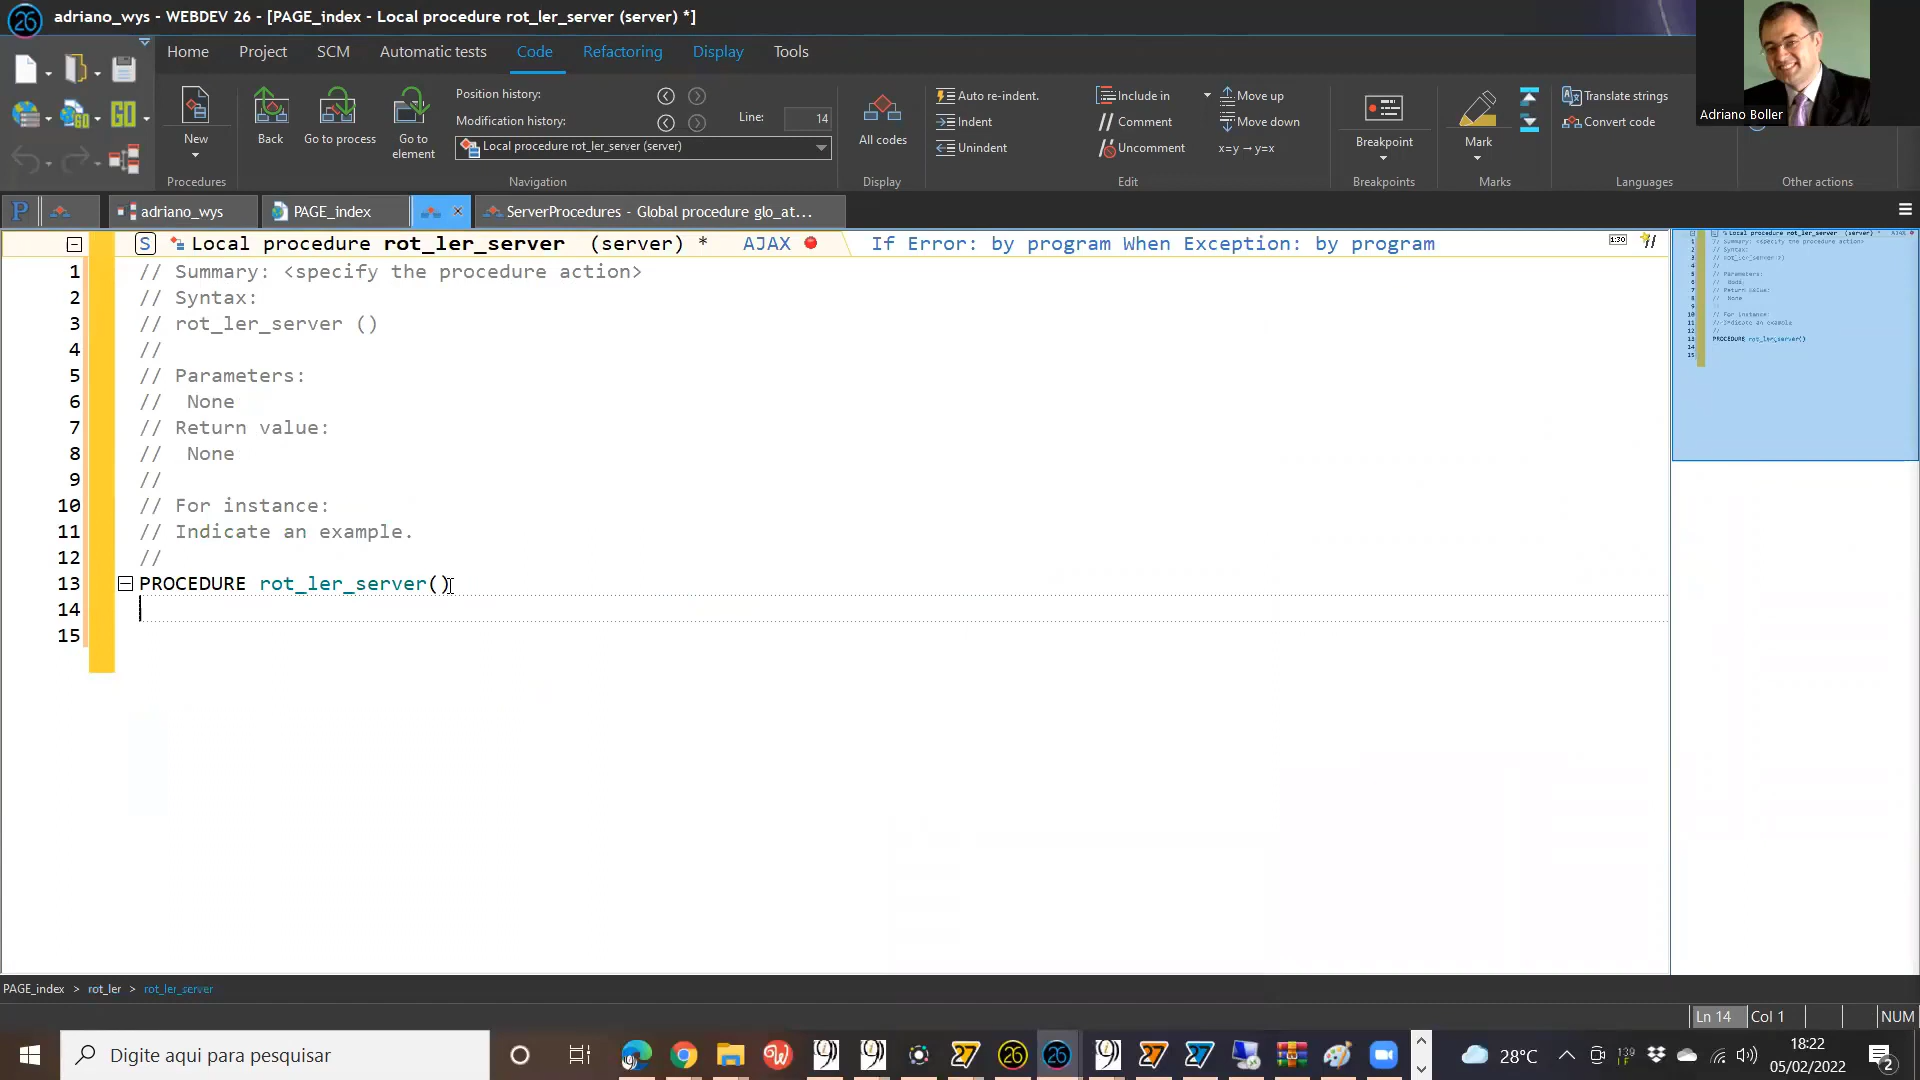 26 adriano_wys - WEBDEV 26 - [PAGE_index - Local procedure rot_ler_server (server) *]
Home Project SCM Automatic tests Code Refactoring Display Tools
Adriano Boller
New
Procedures
Back
Go to process
Go to element
Position history:
Modification history:
Line: 14
Local procedure rot_ler_server (server)
Navigation
All codes
Display
Auto re-indent.
Indent
Unindent
Include in
Comment
Uncomment
Move up
Move down
x=y → y=x
Edit
Breakpoint
Breakpoints
Mark
Marks
Translate strings
Convert code
Languages
Other actions
GO
P adriano_wys PAGE_index ServerProcedures - Global procedure glo_at...
S Local procedure rot_ler_server (server) * AJAX If Error: by program When Exception: by program
1 // Summary: <specify the procedure action>
2 // Syntax:
3 // rot_ler_server ()
4 //
5 // Parameters:
6 // None
7 // Return value:
8 // None
9 //
10 // For instance:
11 // Indicate an example.
12 //
13 PROCEDURE rot_ler_server()
14
15
PAGE_index > rot_ler > rot_ler_server
Ln 14 Col 1 NUM
Digite aqui para pesquisar
28°C
18:22
05/02/2022
2